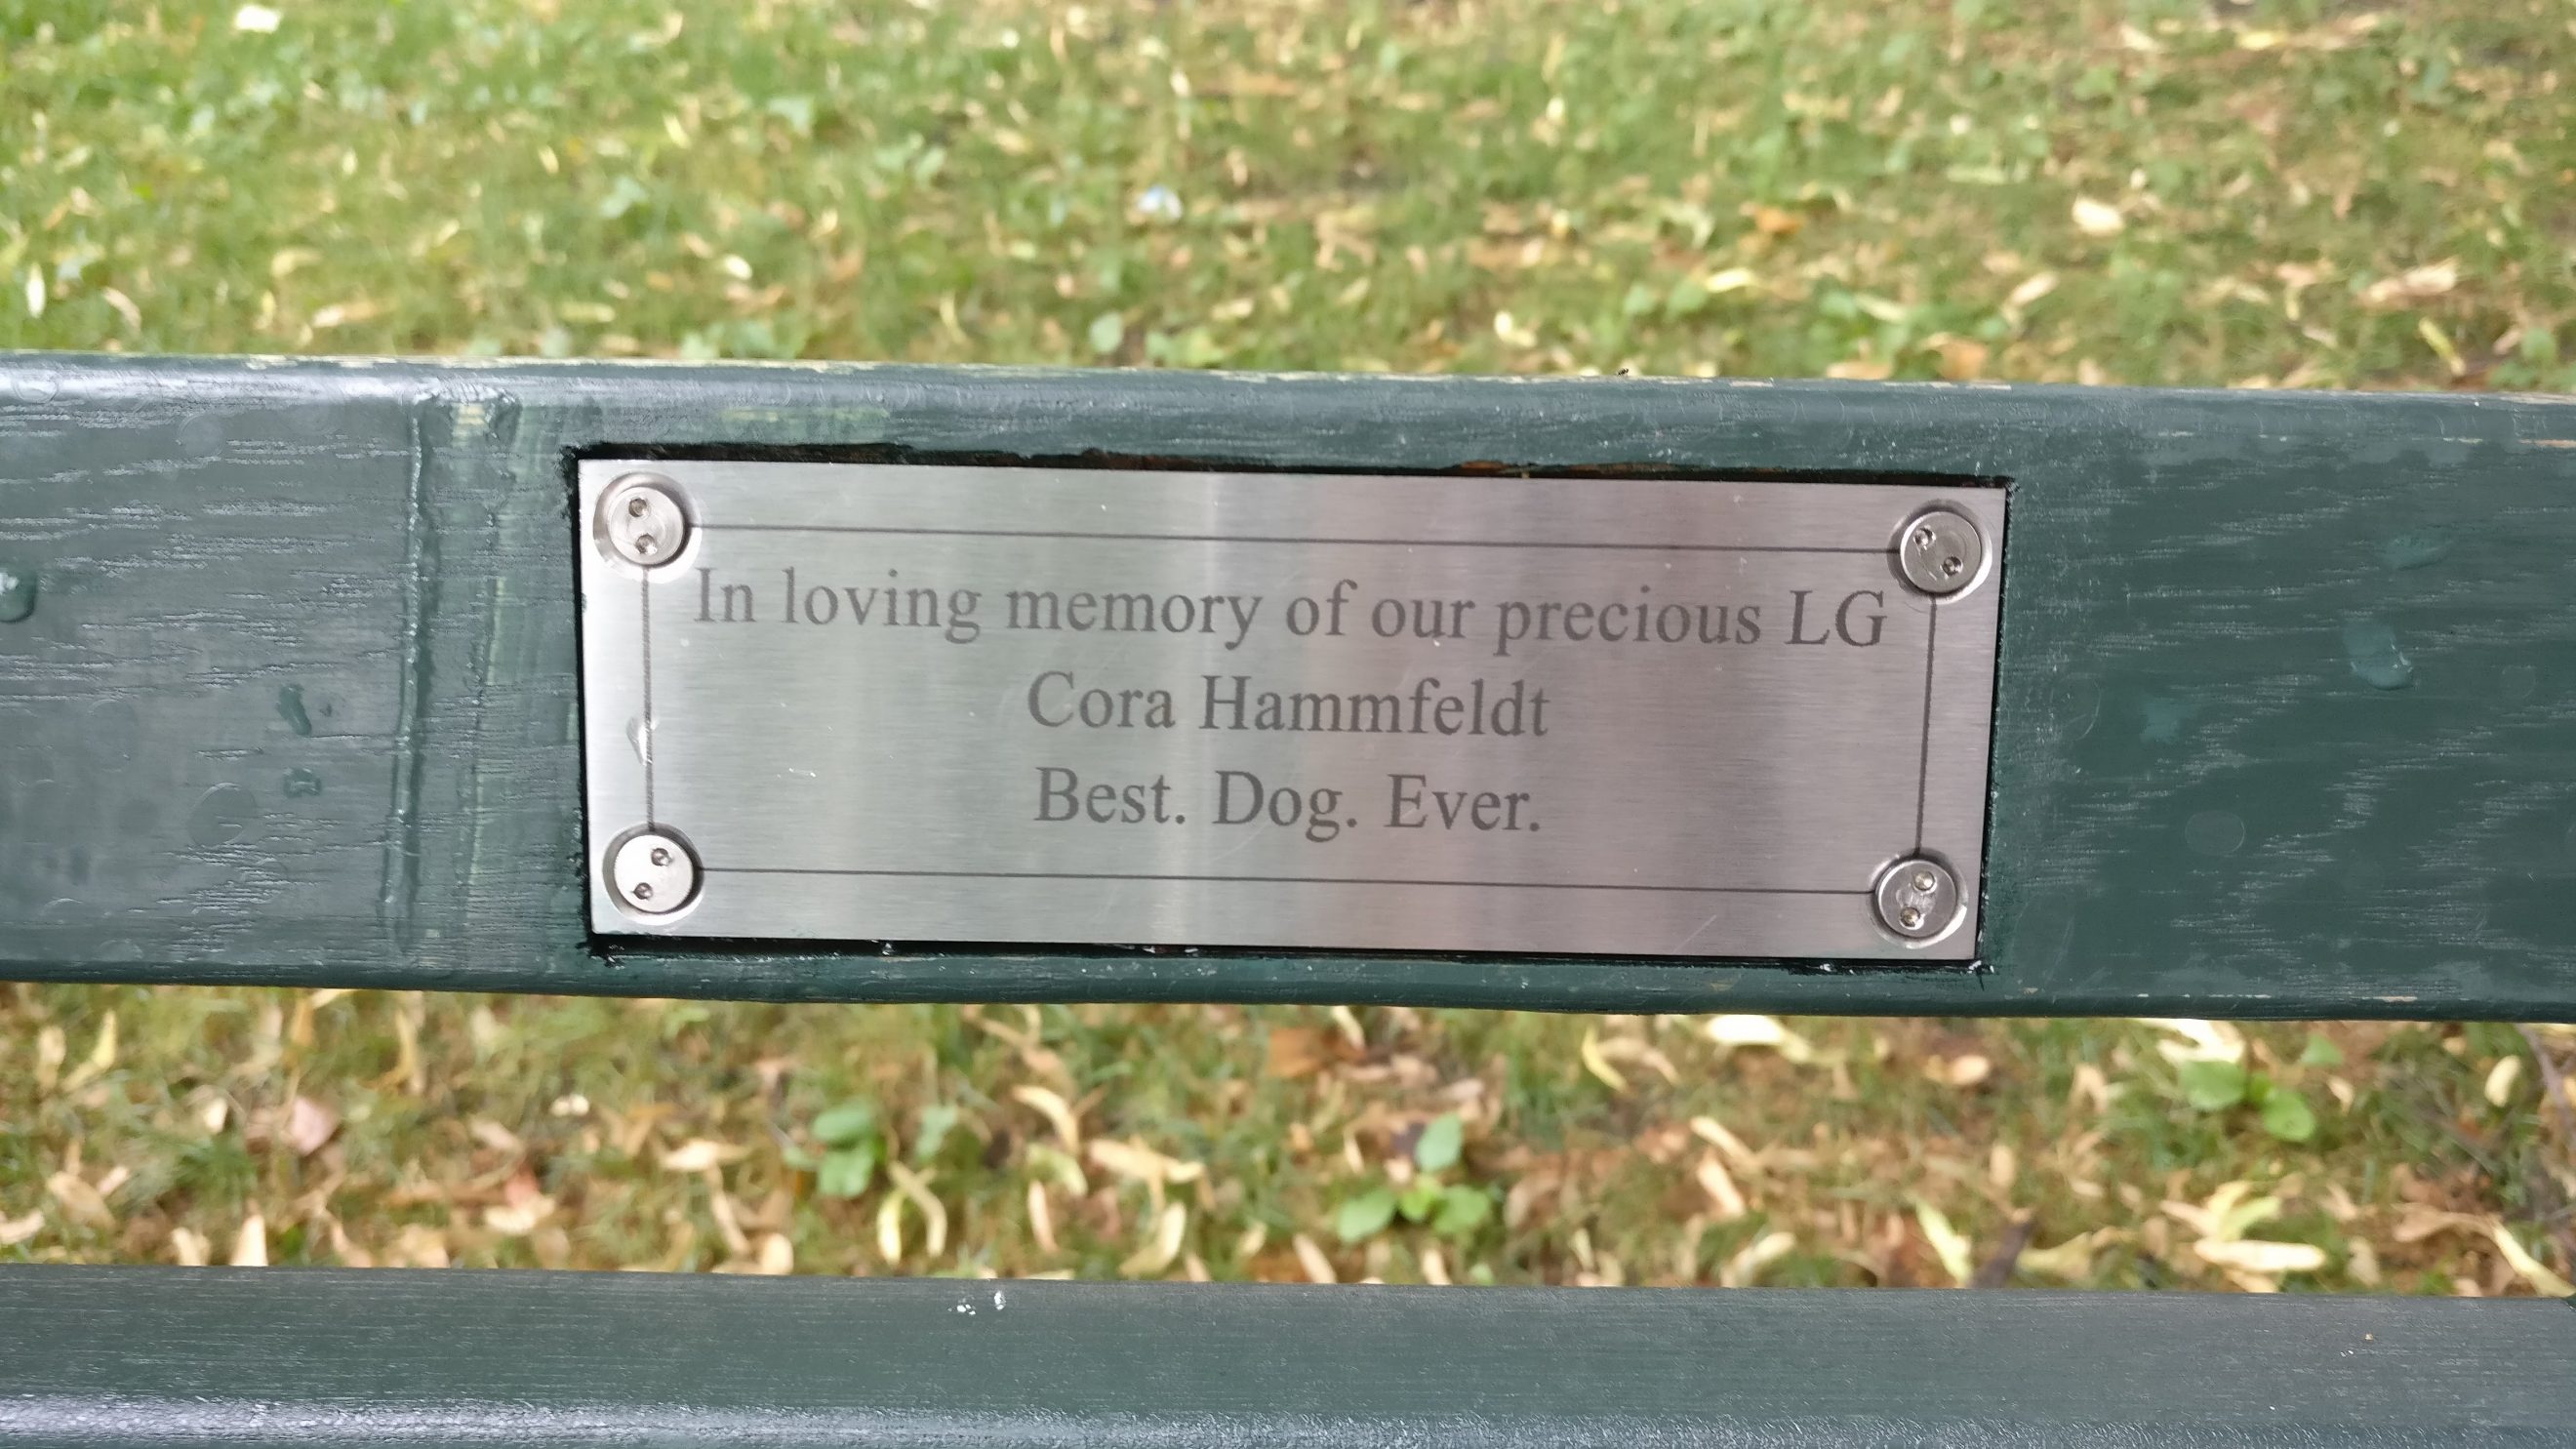 In loving memory of our precious LG
Cora Hammfeldt
Best. Dog. Ever.